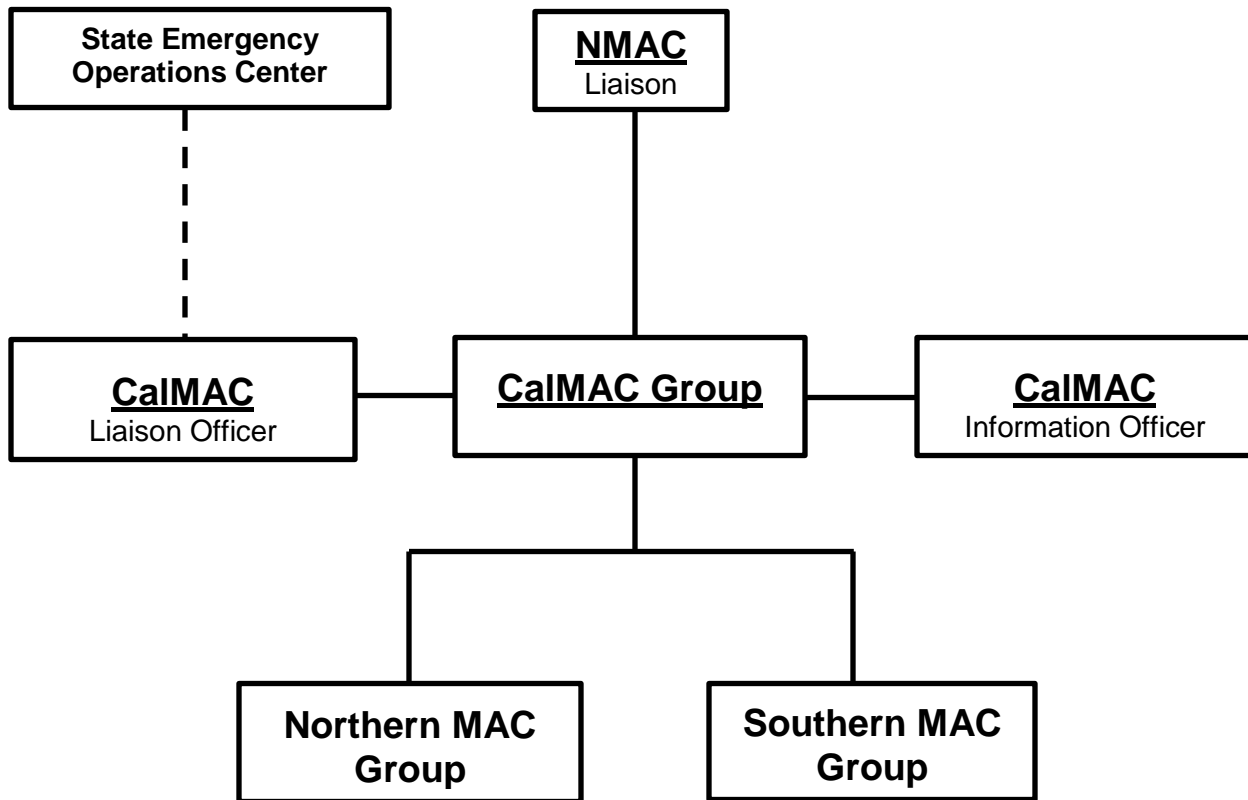 State Emergency
Operations Center
NMAC
Liaison
CalMAC
Liaison Officer
CalMAC Group
CalMAC
Information Officer
Northern MAC
Group
Southern MAC
Group